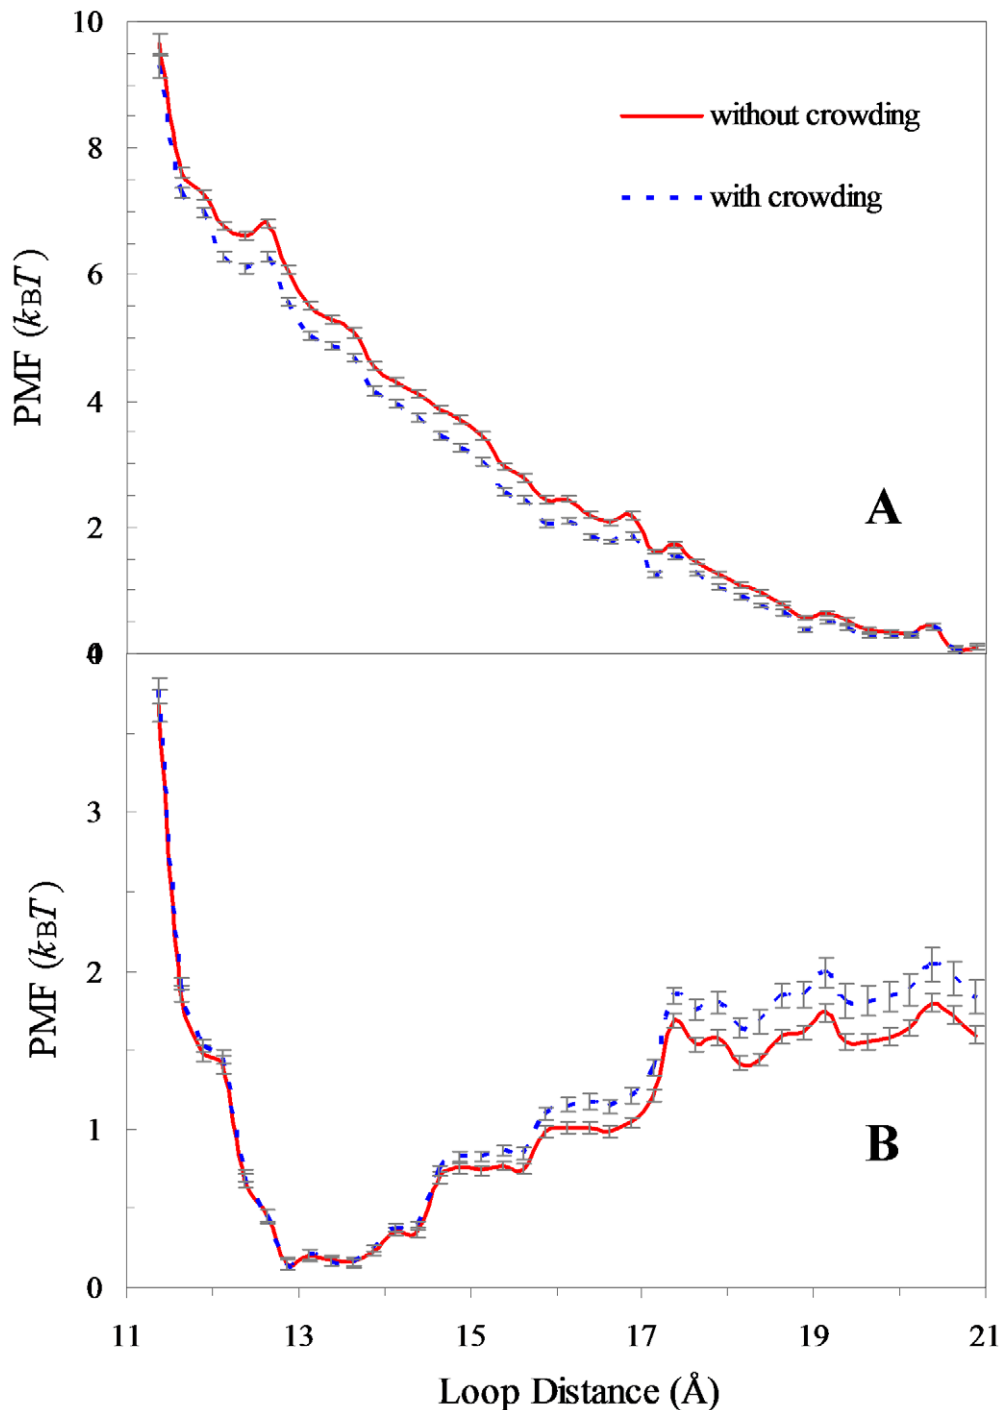 10
without crowding
8
with crowding
6
PMF (kBT)
4
A
2
0
4
3
PMF (kBT)
2
1
B
0
11 13 15 17 19 21
Loop Distance (Å)